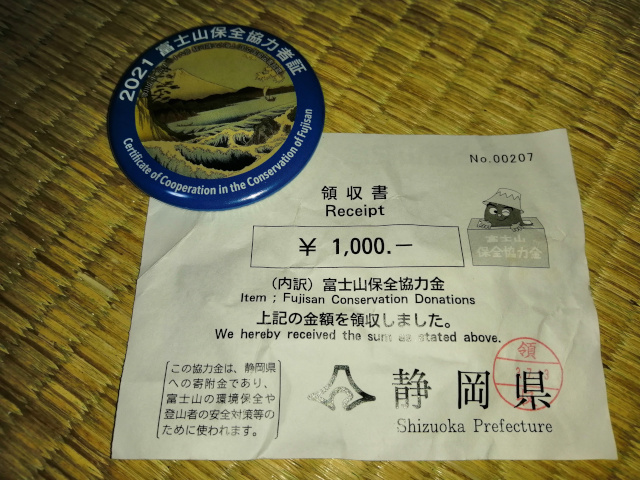 2021 富士山保全協力者証
Certificate of Cooperation in the Conservation of Fujisan
No.00207
領収書
Receipt
¥ 1,000.−
富士山
保全協力金
(内訳) 富士山保全協力金
Item ; Fujisan Conservation Donations
上記の金額を領収しました。
We hereby received the sum as stated above.
領
この協力金は、静岡県
への寄附金であり、
富士山の環境保全や
登山者の安全対策等の
ために使われます。
静岡県
Shizuoka Prefecture